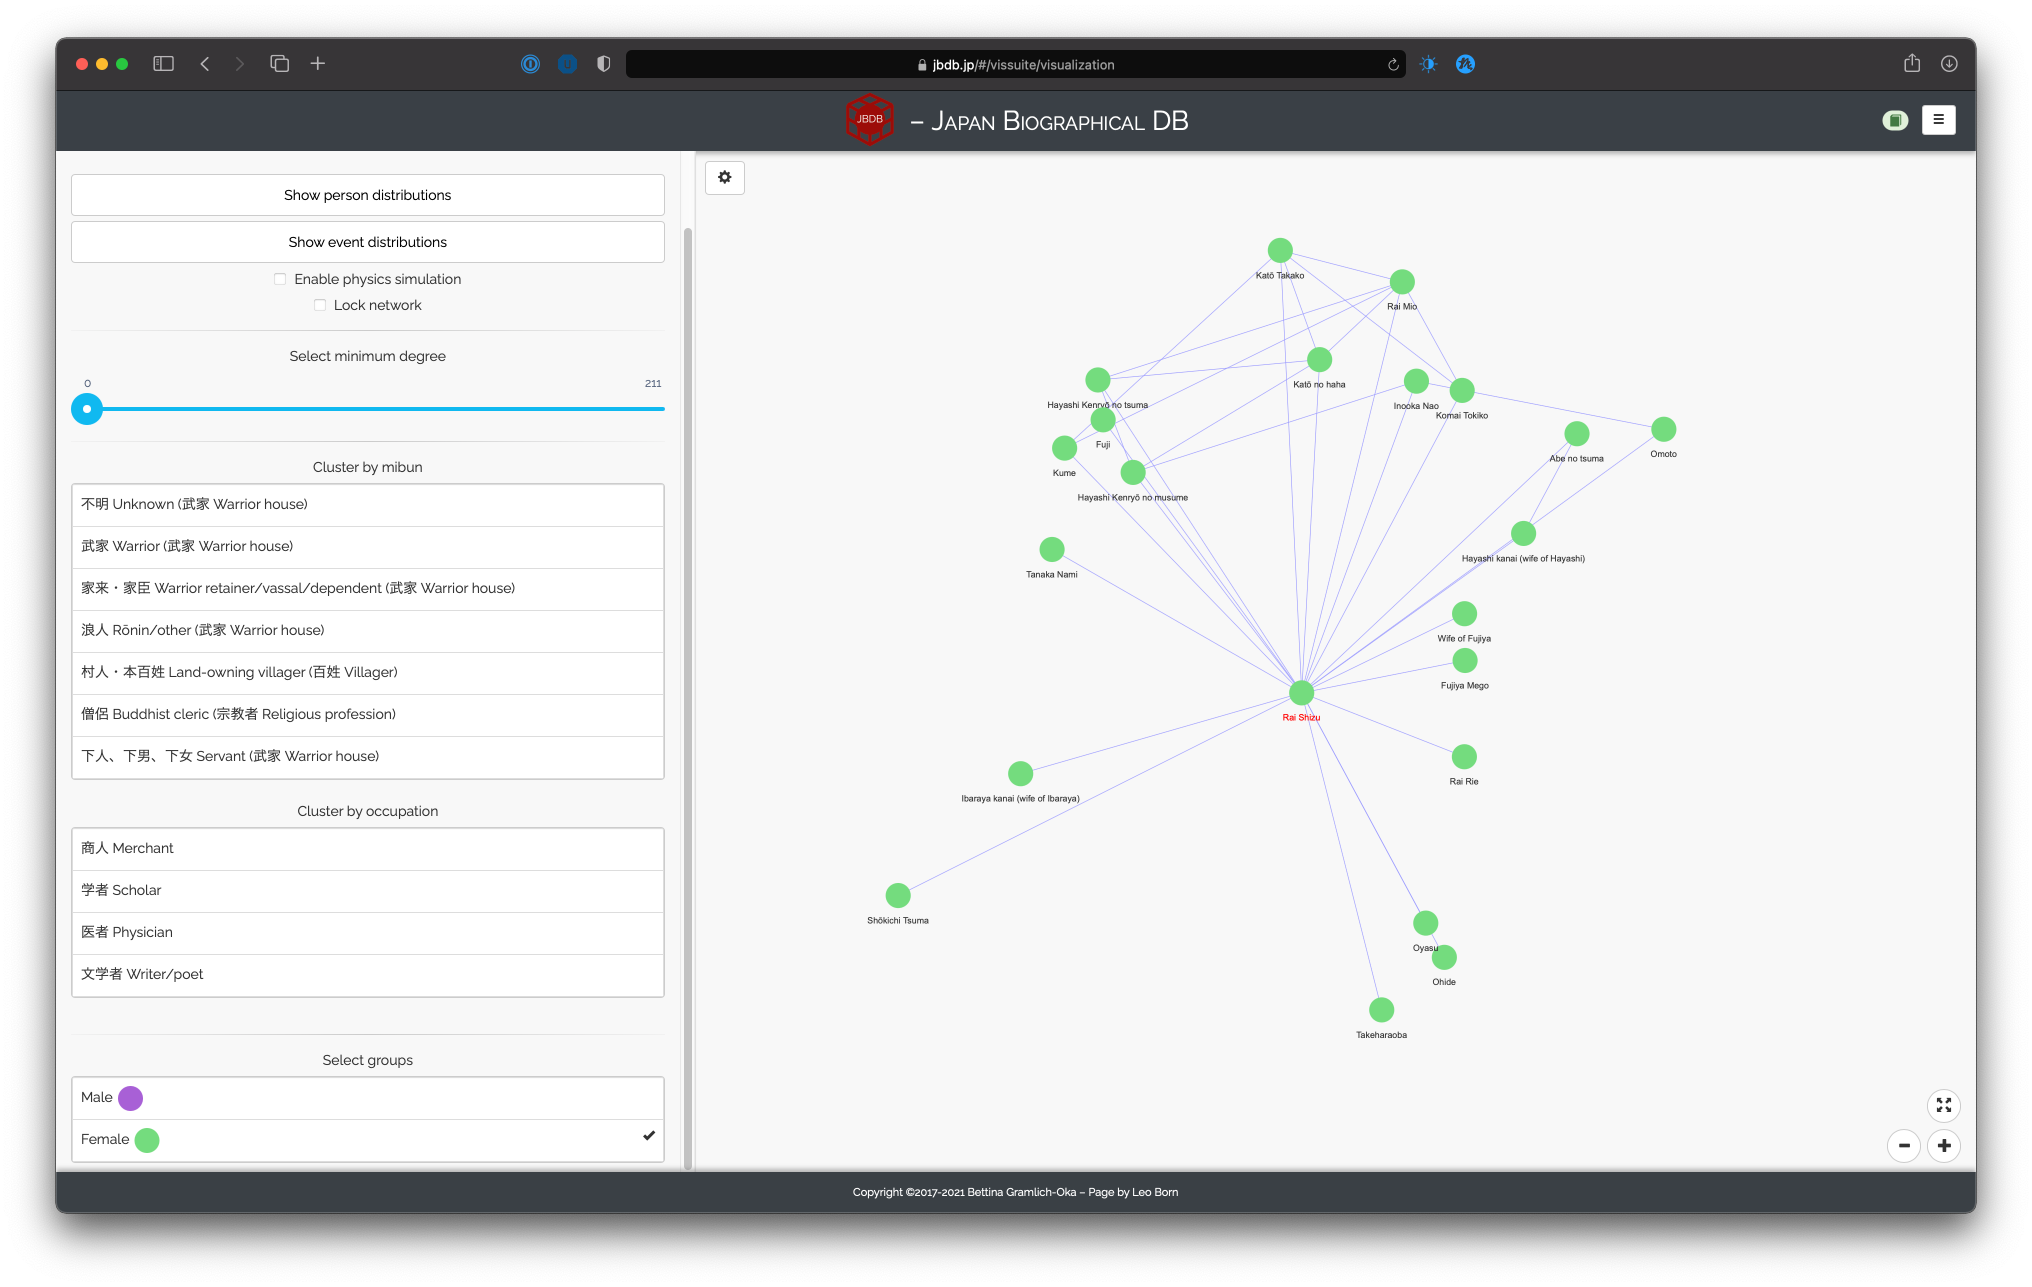 jbdb.jp/#/vissuite/visualization
JBDB
– Japan Biographical DB
Show person distributions
Show event distributions
Enable physics simulation
Lock network
Select minimum degree
0
211
Cluster by mibun
不明 Unknown (武家 Warrior house)
武家 Warrior (武家 Warrior house)
家来・家臣 Warrior retainer/vassal/dependent (武家 Warrior house)
浪人 Rōnin/other (武家 Warrior house)
村人・本百姓 Land-owning villager (百姓 Villager)
僧侶 Buddhist cleric (宗教者 Religious profession)
下人、下男、下女 Servant (武家 Warrior house)
Cluster by occupation
商人 Merchant
学者 Scholar
医者 Physician
文学者 Writer/poet
Select groups
Male
Female
Katō Takako
Rai Mio
Katō no haha
Hayashi Kenryō no tsuma
Inooka Nao
Komai Tokiko
Fuji
Abe no tsuma
Omoto
Kume
Hayashi Kenryō no musume
Hayashi kanai (wife of Hayashi)
Tanaka Nami
Wife of Fujiya
Fujiya Mego
Rai Shizu
Rai Rie
Ibaraya kanai (wife of Ibaraya)
Shōkichi Tsuma
Oyasu
Ohide
Takeharaoba
Copyright ©2017-2021 Bettina Gramlich-Oka – Page by Leo Born